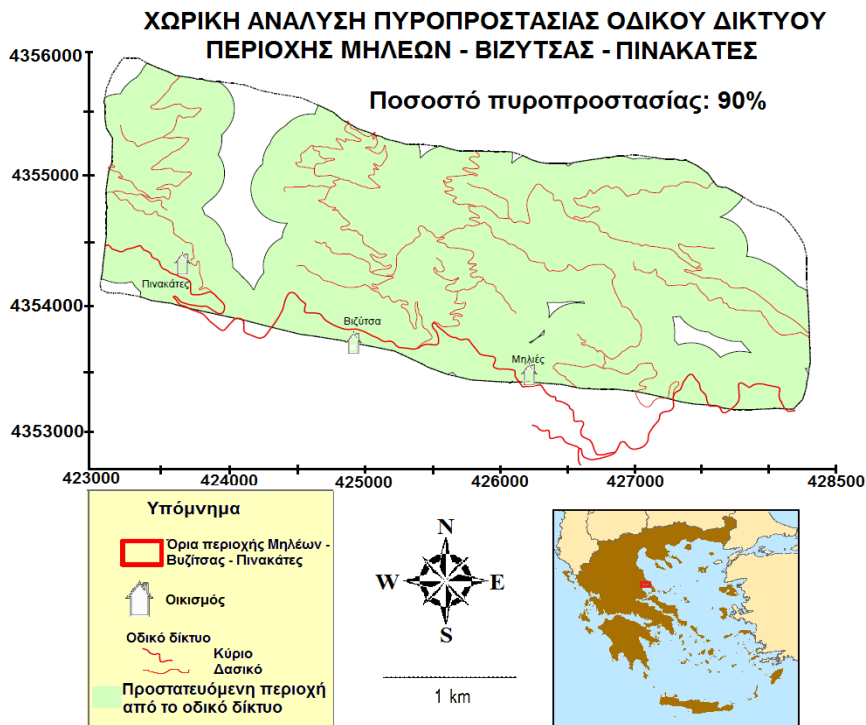 ΧΩΡΙΚΗ ΑΝΑΛΥΣΗ ΠΥΡΟΠΡΟΣΤΑΣΙΑΣ ΟΔΙΚΟΥ ΔΙΚΤΥΟΥ
ΠΕΡΙΟΧΗΣ ΜΗΛΕΩΝ - ΒΙΖΥΤΣΑΣ - ΠΙΝΑΚΑΤΕΣ
Ποσοστό πυροπροστασίας: 90%
4356000
4355000
4354000
4353000
Πινακάτες
Βιζύτσα
Μηλιές
423000 424000 425000 426000 427000 428500
Υπόμνημα
Όρια περιοχής Μηλέων -
Βυζίτσας - Πινακάτες
Οικισμός
Οδικό δίκτυο
Κύριο
Δασικό
Προστατευόμενη περιοχή
από το οδικό δίκτυο
N
W E
S
1 km